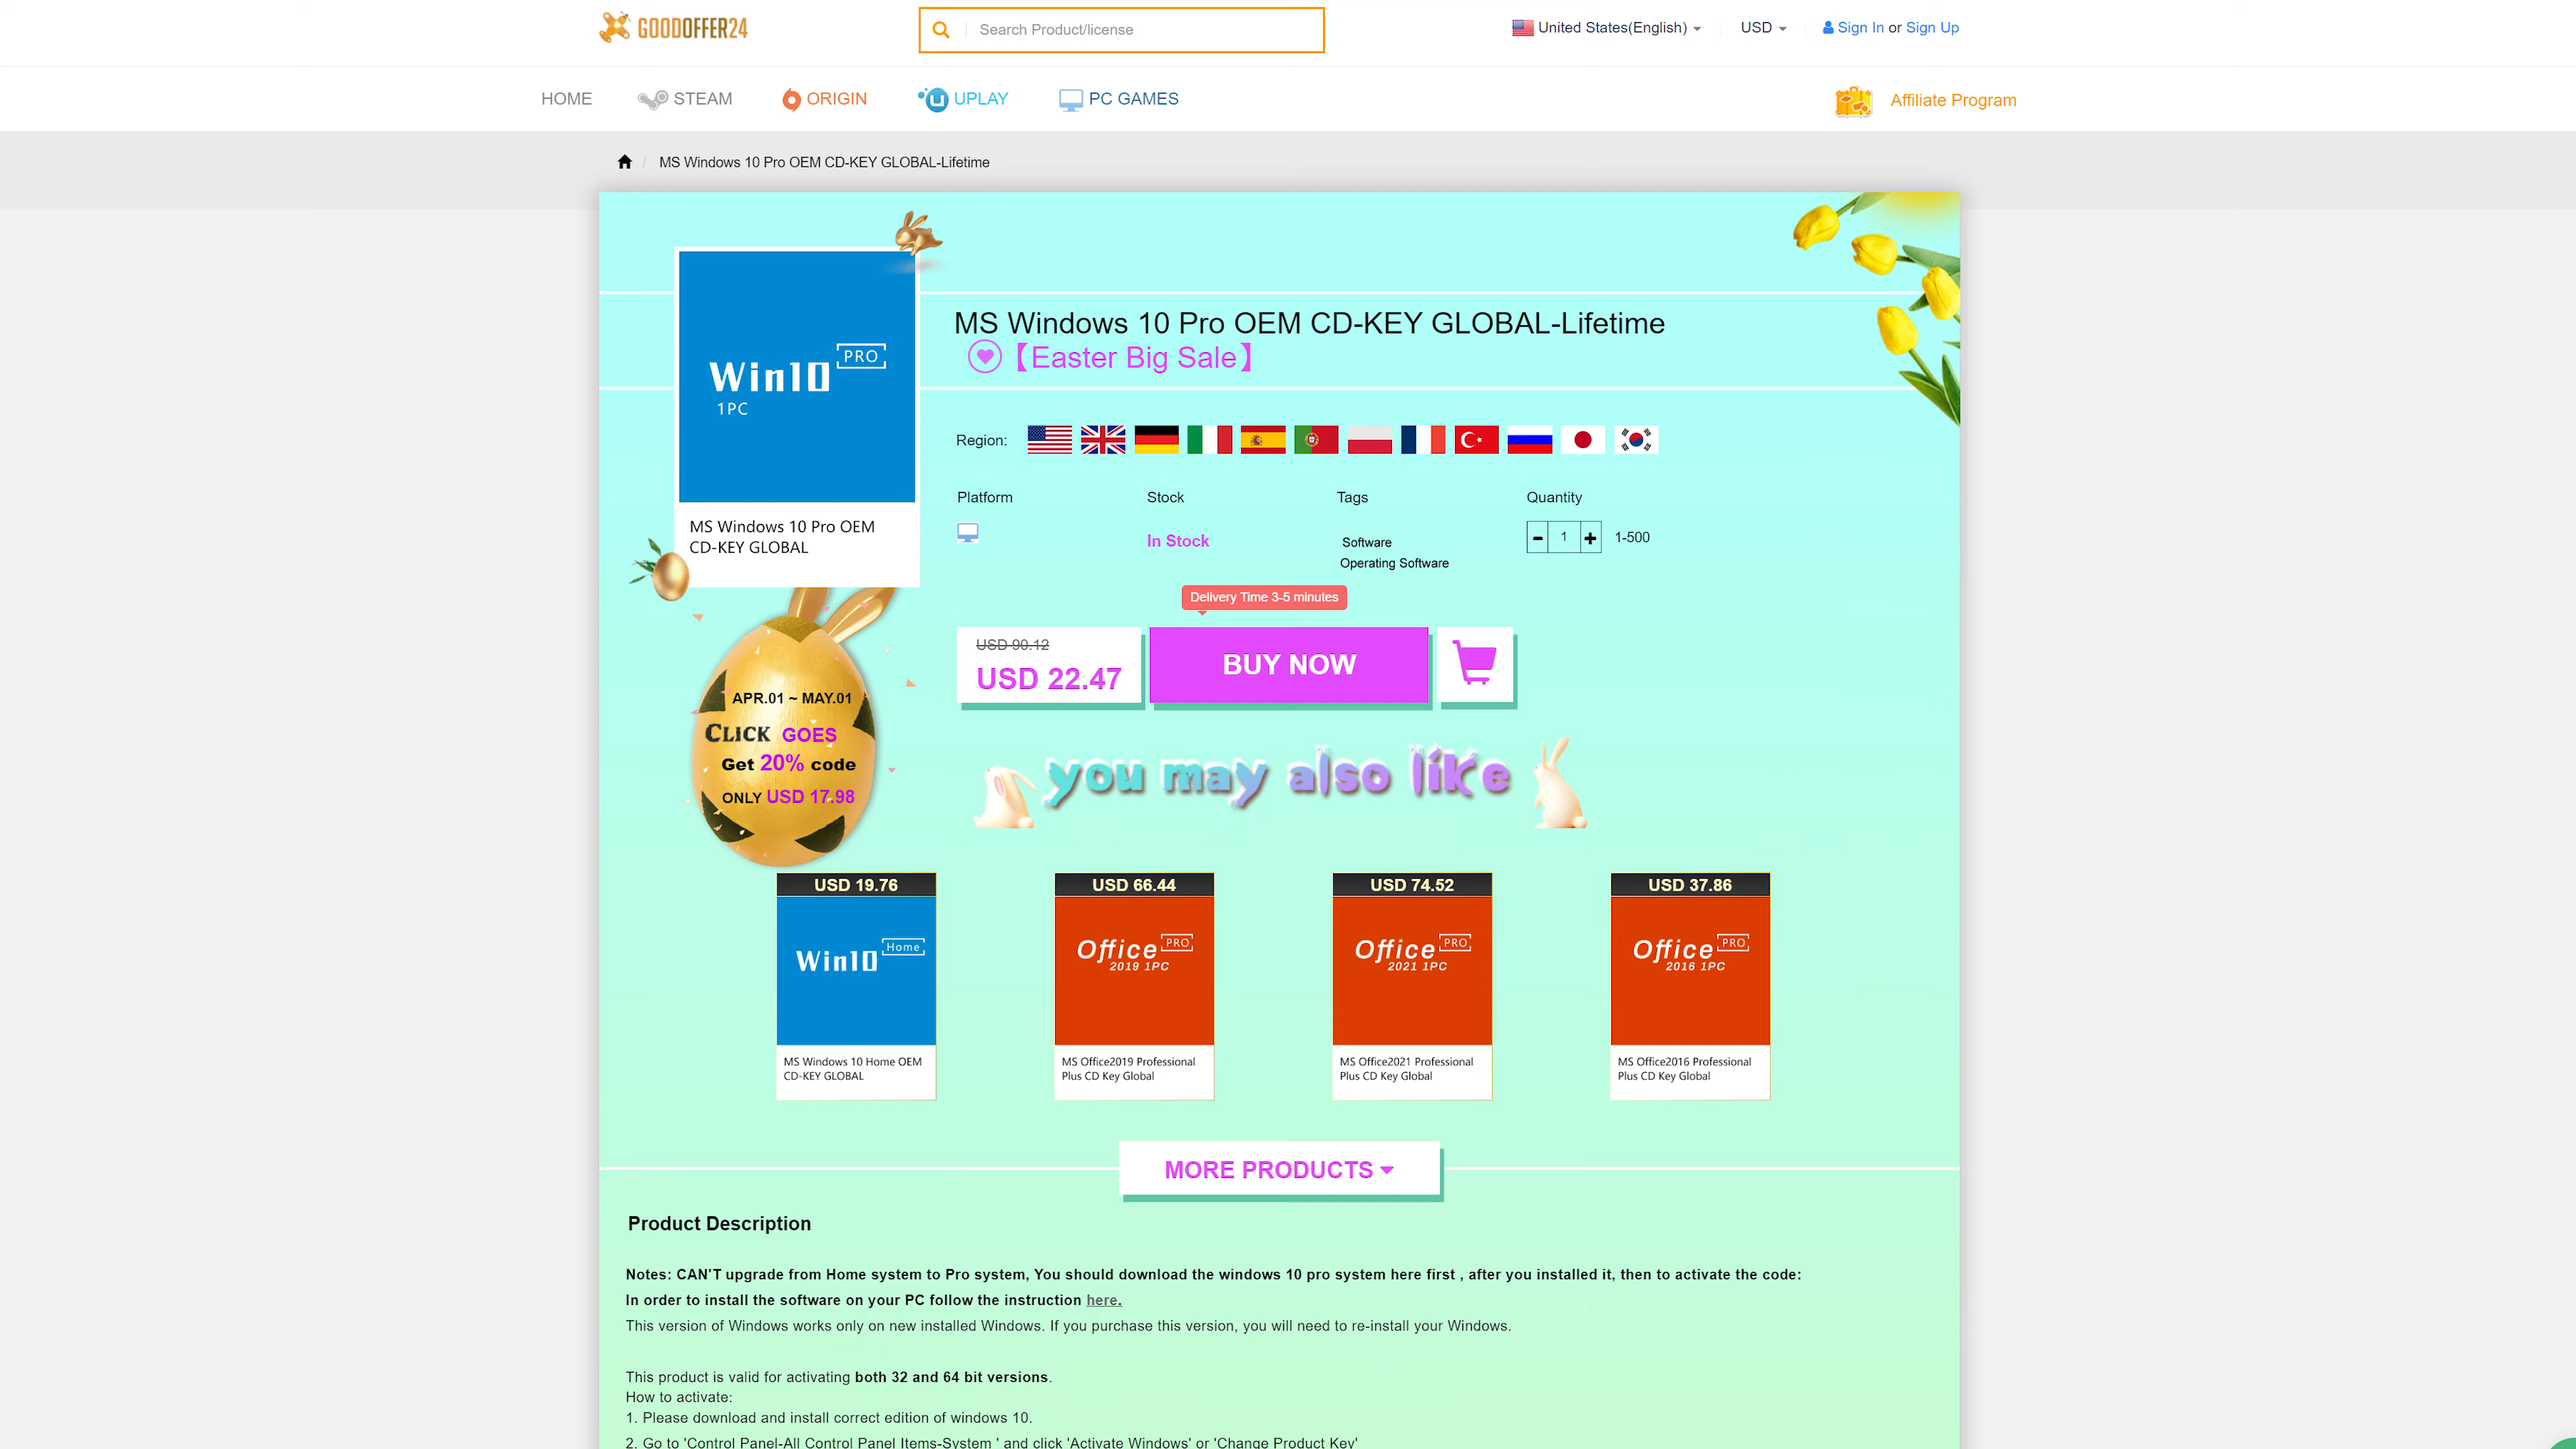 GOODOFFER24
Search Product/license
United States(English)
USD
Sign In or Sign Up
HOME
STEAM
ORIGIN
UPLAY
PC GAMES
Affiliate Program
/ MS Windows 10 Pro OEM CD-KEY GLOBAL-Lifetime
Win10 PRO
1PC
MS Windows 10 Pro OEM
CD-KEY GLOBAL
MS Windows 10 Pro OEM CD-KEY GLOBAL-Lifetime
【Easter Big Sale】
Region:
Platform
Stock
Tags
Quantity
In Stock
Software
Operating Software
1
1-500
Delivery Time 3-5 minutes
USD 90.12
USD 22.47
BUY NOW
APR.01 ~ MAY.01
CLICK GOES
Get 20% code
ONLY USD 17.98
you may also like
USD 19.76
Win10 Home
MS Windows 10 Home OEM
CD-KEY GLOBAL
USD 66.44
Office PRO
2019 1PC
MS Office2019 Professional
Plus CD Key Global
USD 74.52
Office PRO
2021 1PC
MS Office2021 Professional
Plus CD Key Global
USD 37.86
Office PRO
2016 1PC
MS Office2016 Professional
Plus CD Key Global
MORE PRODUCTS
Product Description
Notes: CAN'T upgrade from Home system to Pro system, You should download the windows 10 pro system here first , after you installed it, then to activate the code:
In order to install the software on your PC follow the instruction here.
This version of Windows works only on new installed Windows. If you purchase this version, you will need to re-install your Windows.
This product is valid for activating both 32 and 64 bit versions.
How to activate:
1. Please download and install correct edition of windows 10.
2. Go to 'Control Panel-All Control Panel Items-System ' and click 'Activate Windows' or 'Change Product Key'